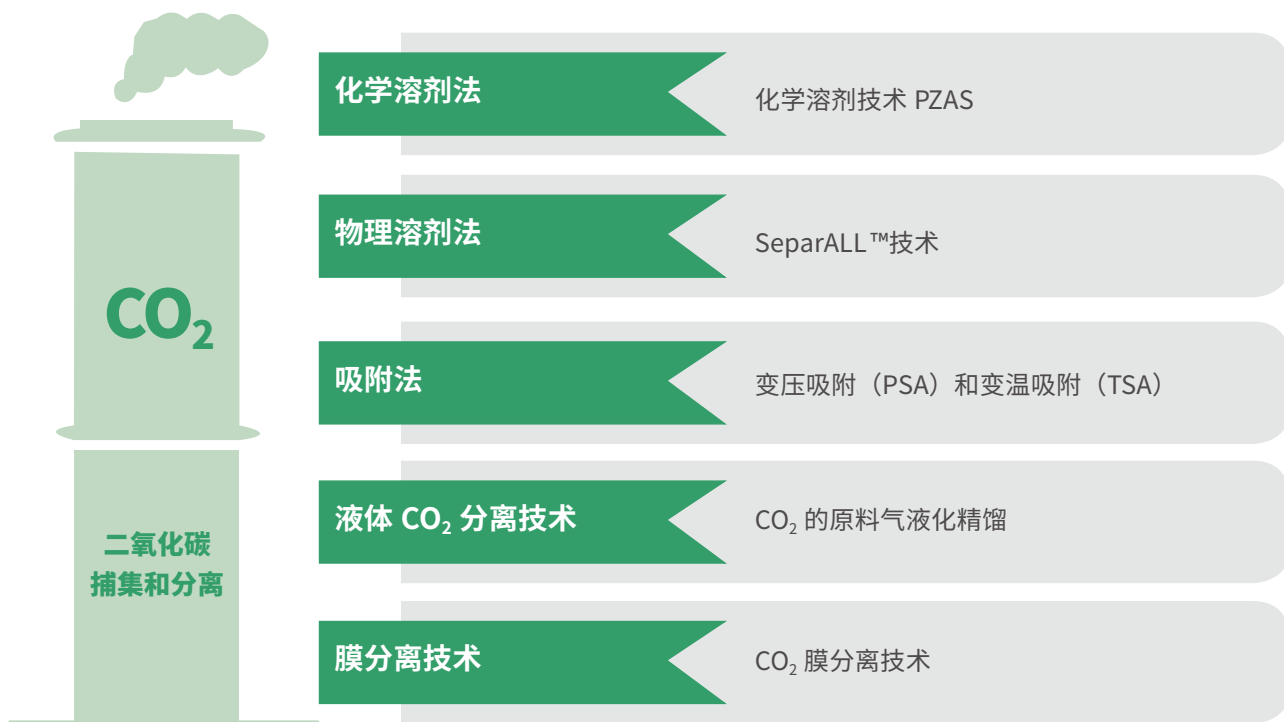 化学溶剂法
化学溶剂技术 PZAS
物理溶剂法
SeparALL™技术
CO₂
吸附法
变压吸附（PSA）和变温吸附（TSA）
液体 CO₂ 分离技术
CO₂ 的原料气液化精馏
二氧化碳
捕集和分离
膜分离技术
CO₂ 膜分离技术